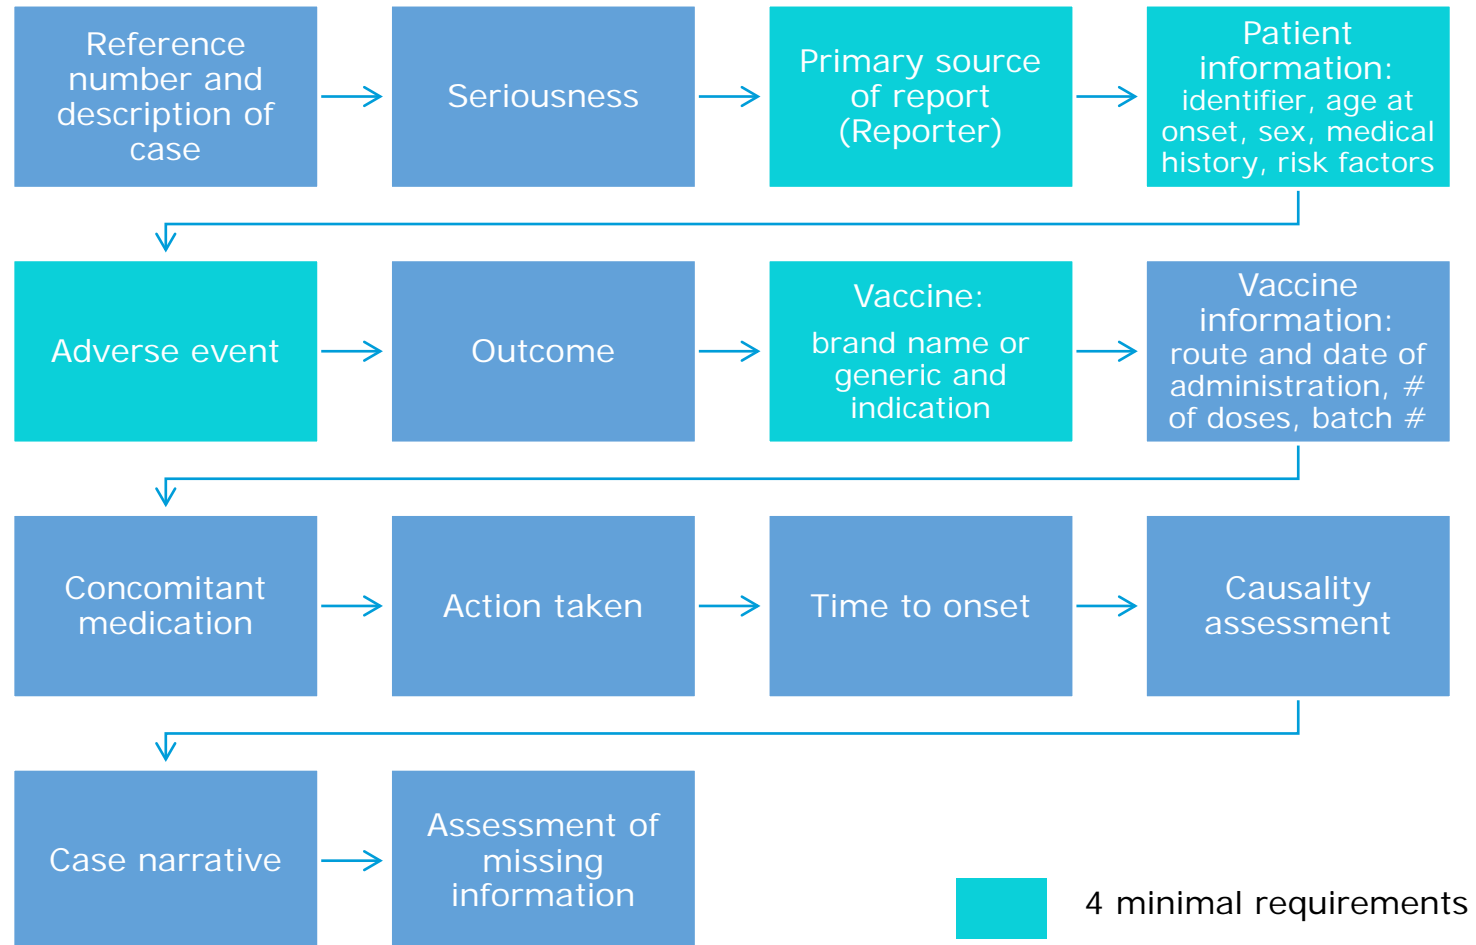 Reference
number and
description of
case
Seriousness
Primary source
of report
(Reporter)
Patient
information:
identifier, age at
onset, sex, medical
history, risk factors
Adverse event
Outcome
Vaccine:
brand name or
generic and
indication
Vaccine
information:
route and date of
administration, #
of doses, batch #
Concomitant
medication
Action taken
Time to onset
Causality
assessment
Case narrative
Assessment of
missing
information
4 minimal requirements